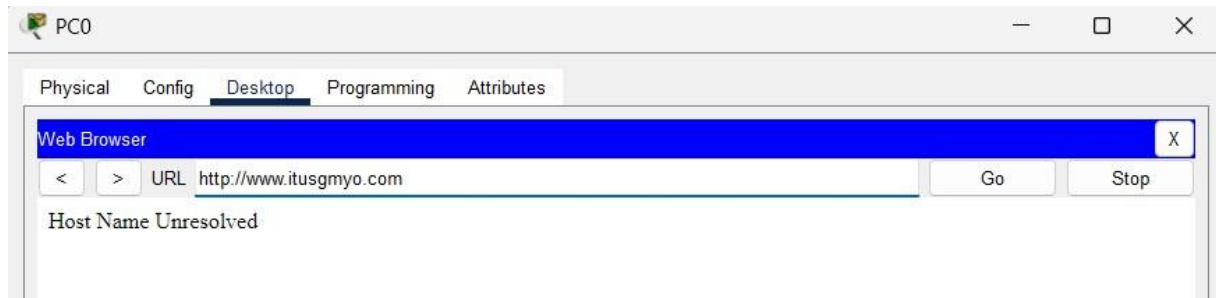 PC0
Physical Config Desktop Programming Attributes
Web Browser X
< > URL http://www.itusgmyo.com Go Stop
Host Name Unresolved